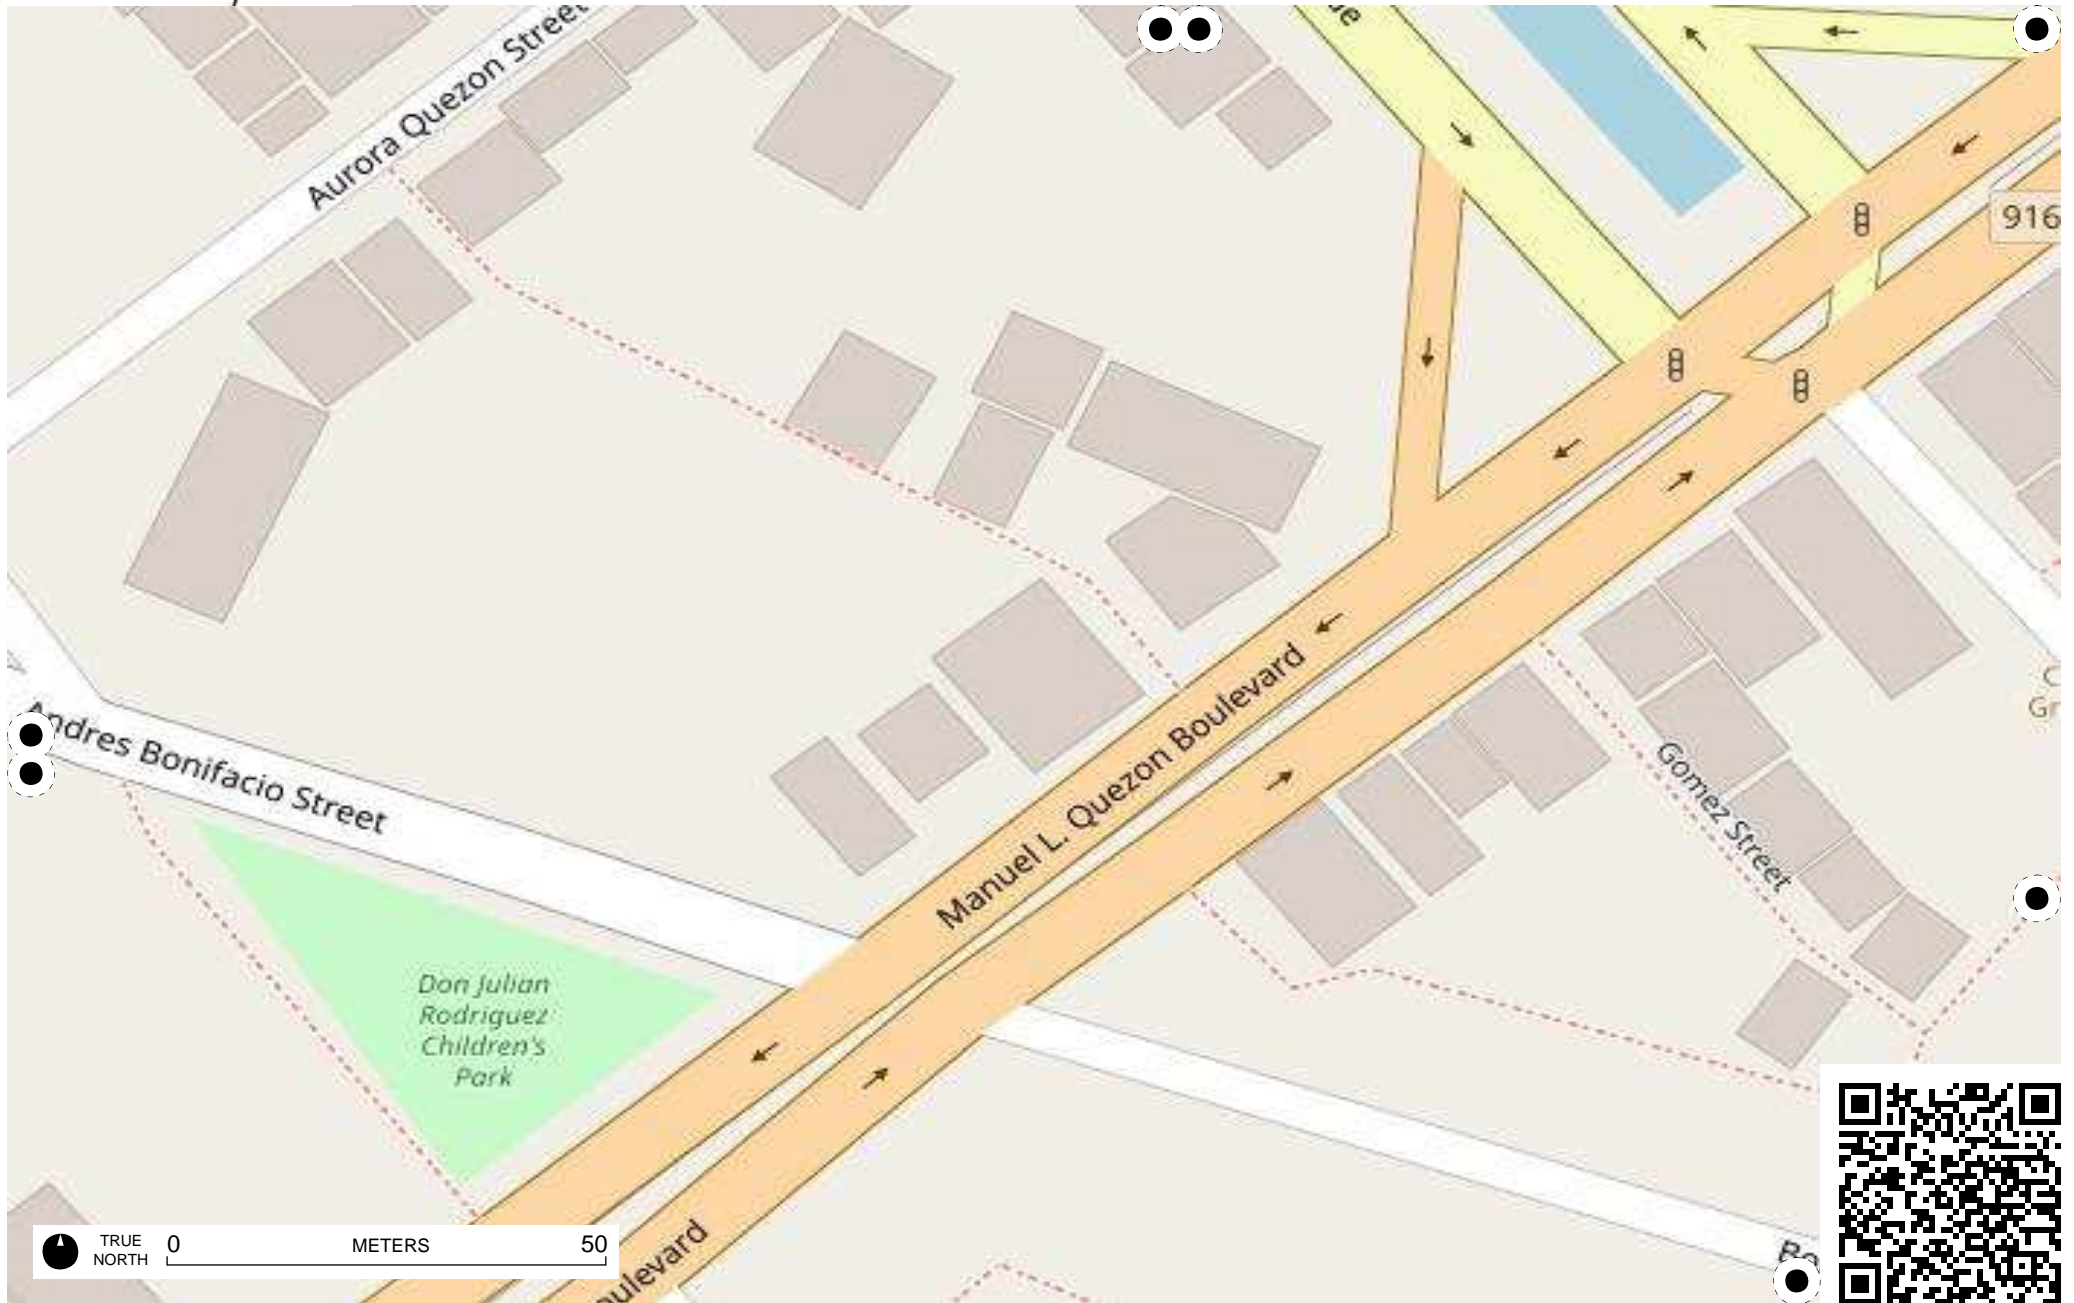 Aurora Quezon Street
916
Manuel L. Quezon Boulevard
Gomez Street
Andres Bonifacio Street
Don Julian
Rodriguez
Children's
Park
TRUE
NORTH
0
METERS
50